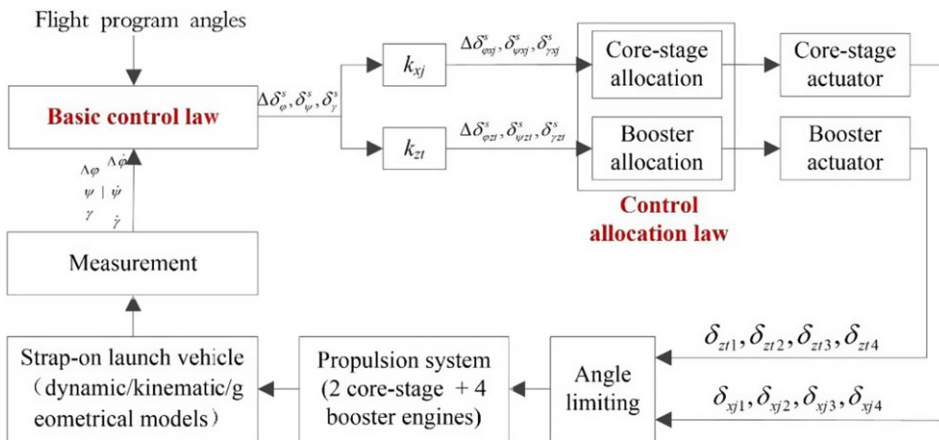 Flight program angles
Basic control law
Δδ^s_φ, δ^s_ψ, δ^s_γ
k_xj
Δδ^s_φxj, δ^s_ψxj, δ^s_γxj
Core-stage
allocation
Core-stage
actuator
k_zt
Δδ^s_φzt, δ^s_ψzt, δ^s_γzt
Booster
allocation
Booster
actuator
Control
allocation law
Δφ Δφ̇
ψ | ψ̇
γ γ̇
Measurement
δ_zt1, δ_zt2, δ_zt3, δ_zt4
δ_xj1, δ_xj2, δ_xj3, δ_xj4
Strap-on launch vehicle
（dynamic/kinematic/g
eometrical models）
Propulsion system
(2 core-stage + 4
booster engines)
Angle
limiting